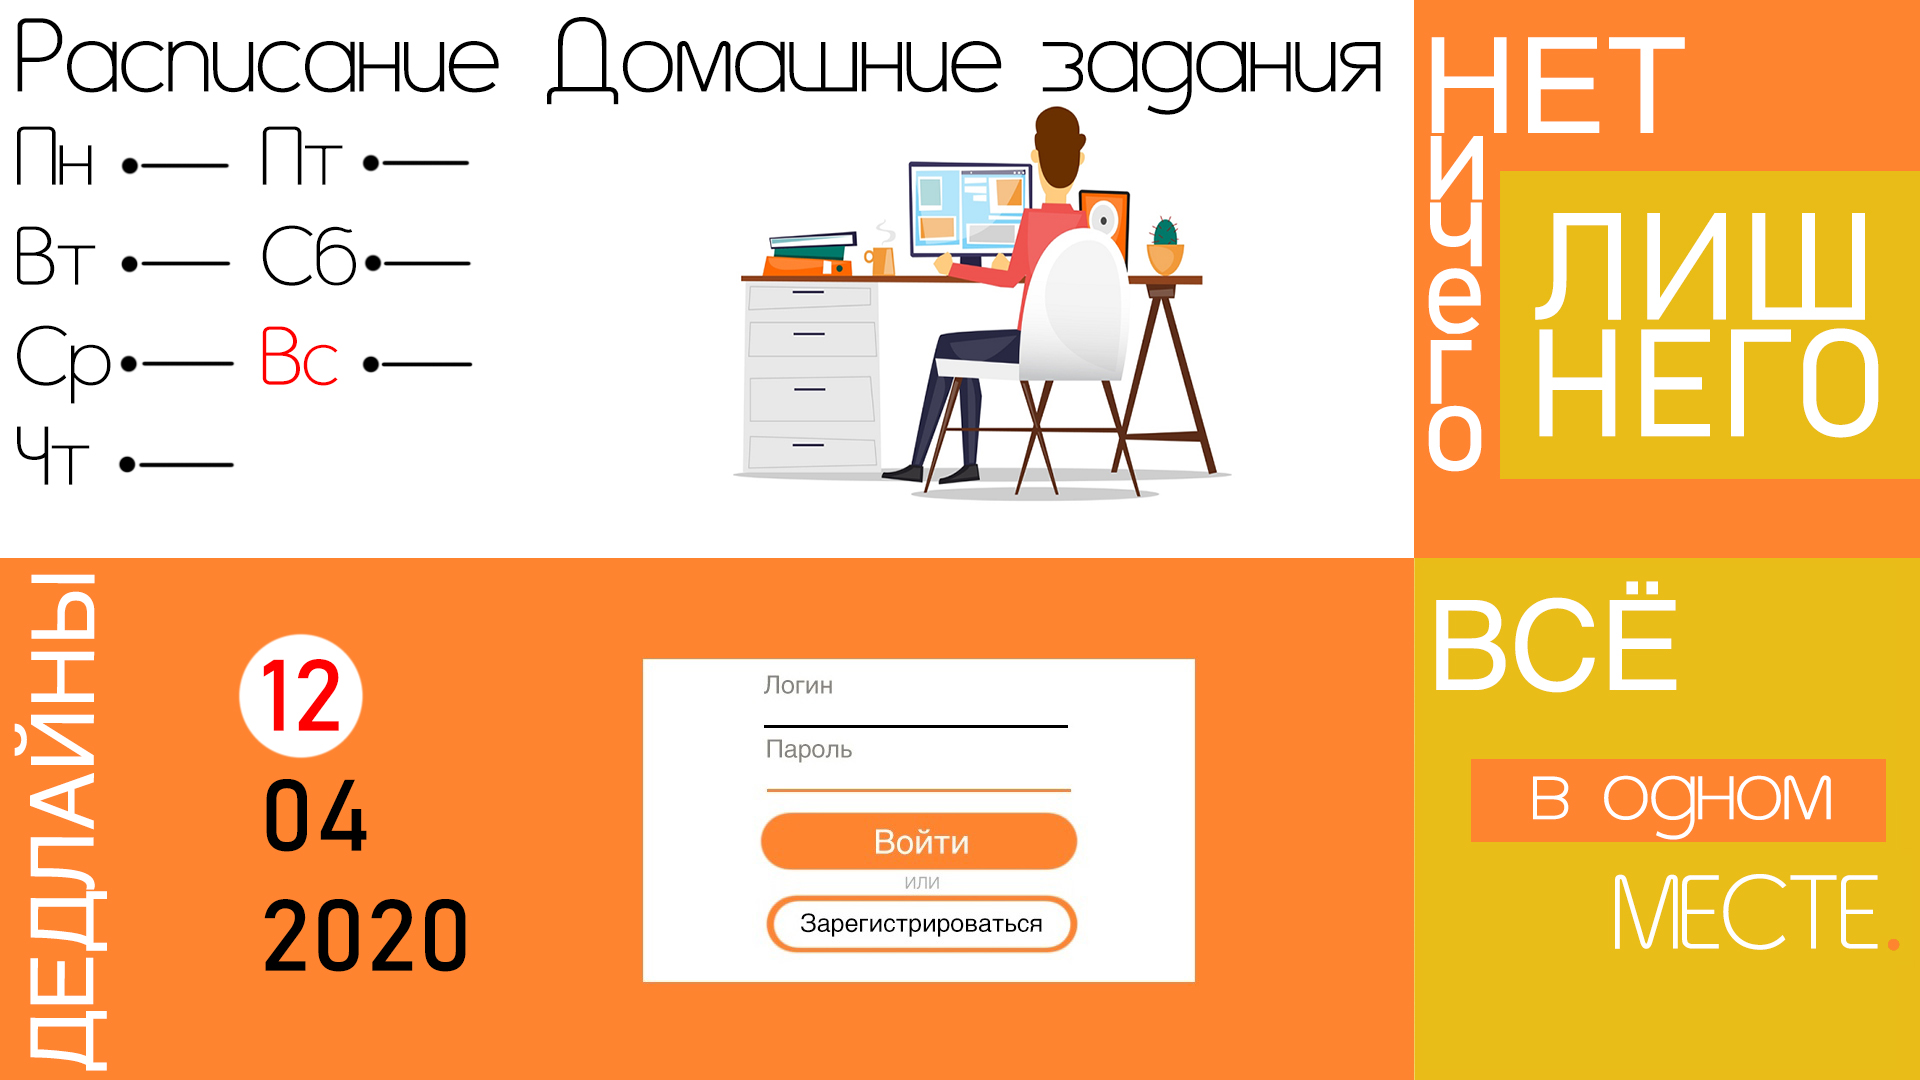 Расписание
Пн
Вт
Ср
Чт
Пт
Сб
Вс
Домашние задания
НЕТ
ИЧЕГО
ЛИШ
НЕГО
ДЕДЛАЙНЫ
12
04
2020
Логин
Пароль
Войти
или
Зарегистрироваться
ВСЁ
в одном
МЕСТЕ.